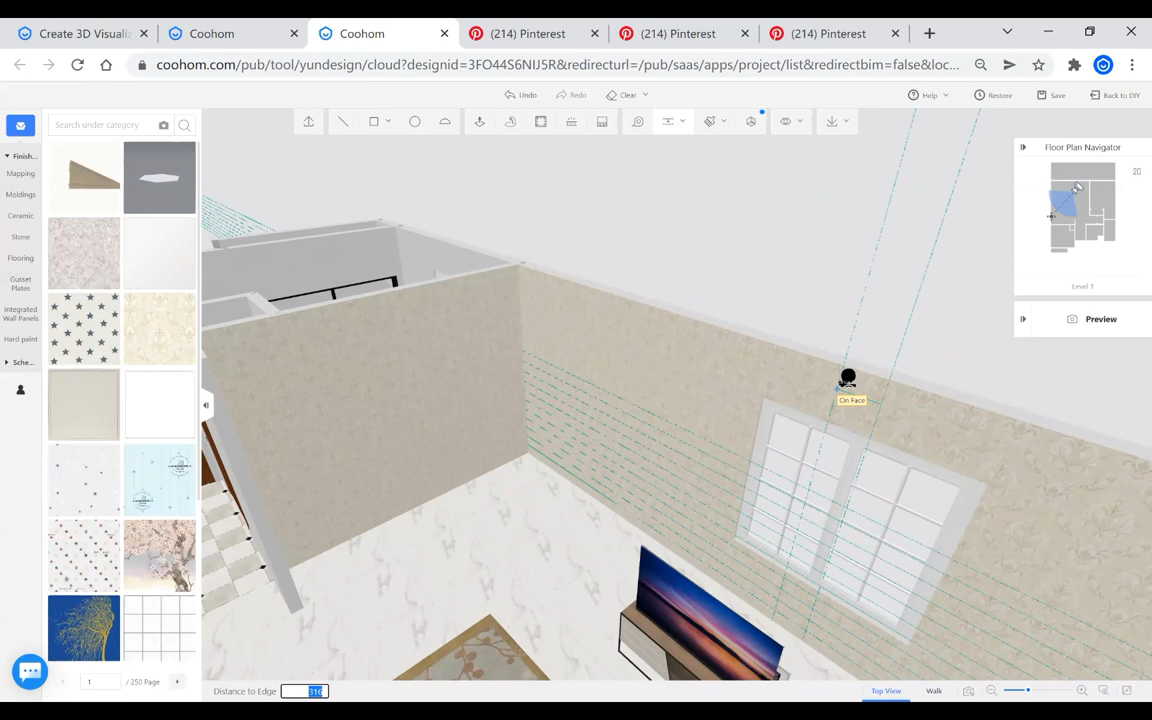 Create 3D Visualiz
Coohom
Coohom
(214) Pinterest
(214) Pinterest
(214) Pinterest
coohom.com/pub/tool/yundesign/cloud?designid=3FO44S6NIJ5R&redirecturl=/pub/saas/apps/project/list&redirectbim=false&loc...
Undo
Redo
Clear
Help
Restore
Save
Back to DIY
Search under category
Finish...
Mapping
Moldings
Ceramic
Stone
Flooring
Gusset
Plates
Integrated
Wall Panels
Hard paint
Sche...
Floor Plan Navigator
2D
Level 1
Preview
On Face
1
/ 250 Page
Distance to Edge
316
Top View
Walk